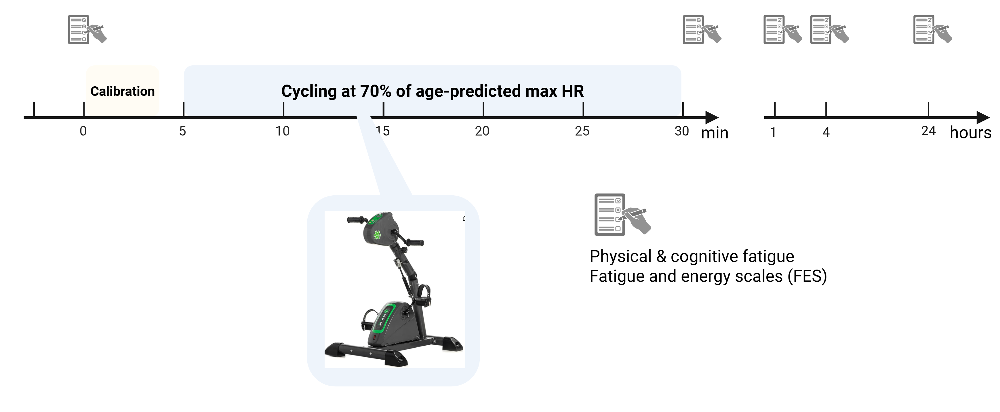 Calibration
Cycling at 70% of age-predicted max HR
0 5 10 15 20 25 30 min
1 4 24 hours
Physical & cognitive fatigue
Fatigue and energy scales (FES)